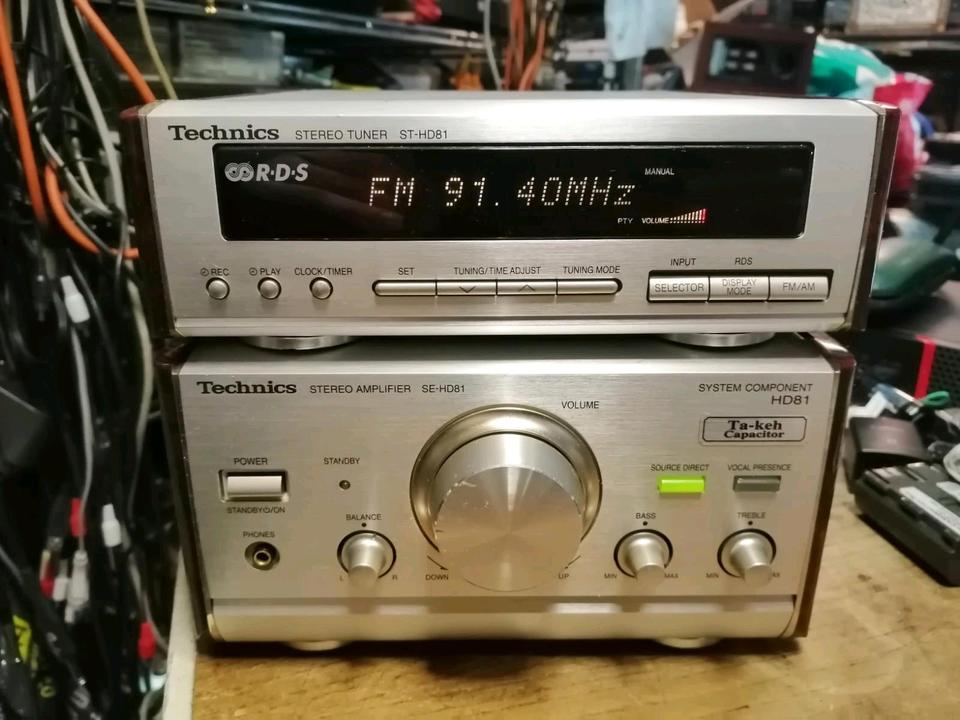 Technics STEREO TUNER ST-HD81
R·D·S
MANUAL
FM 91.40MHz
PTY VOLUME
REC PLAY CLOCK/TIMER SET TUNING/TIME ADJUST TUNING MODE
INPUT RDS
SELECTOR DISPLAY MODE FM/AM
Technics STEREO AMPLIFIER SE-HD81
VOLUME
SYSTEM COMPONENT
HD81
Ta-keh
Capacitor
POWER STANDBY
SOURCE DIRECT VOCAL PRESENCE
STANDBY⏻/ON
PHONES BALANCE BASS TREBLE
L R DOWN UP MIN MAX MIN